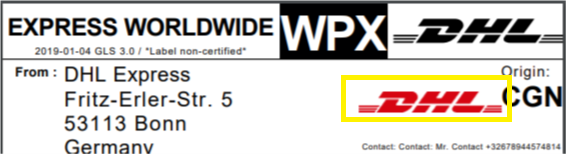 EXPRESS WORLDWIDE WPX DHL
2019-01-04 GLS 3.0 / "Label non-certified"
From : DHL Express Origin:
Fritz-Erler-Str. 5 DHL CGN
53113 Bonn
Germany Contact: Contact: Mr. Contact +32678944574814